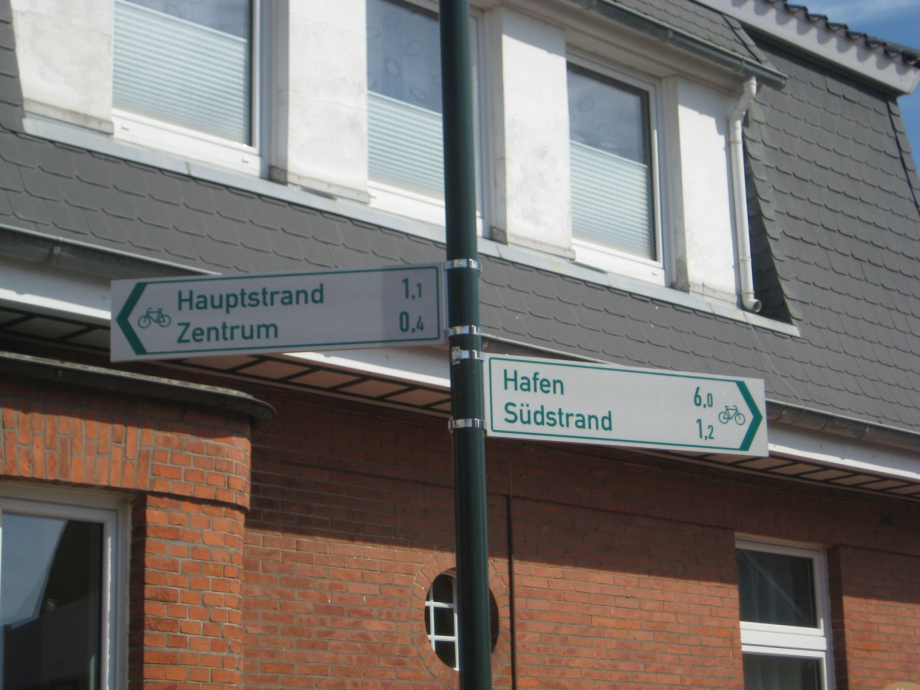 Hauptstrand 1,1
Zentrum 0,4
Hafen 6,0
Südstrand 1,2